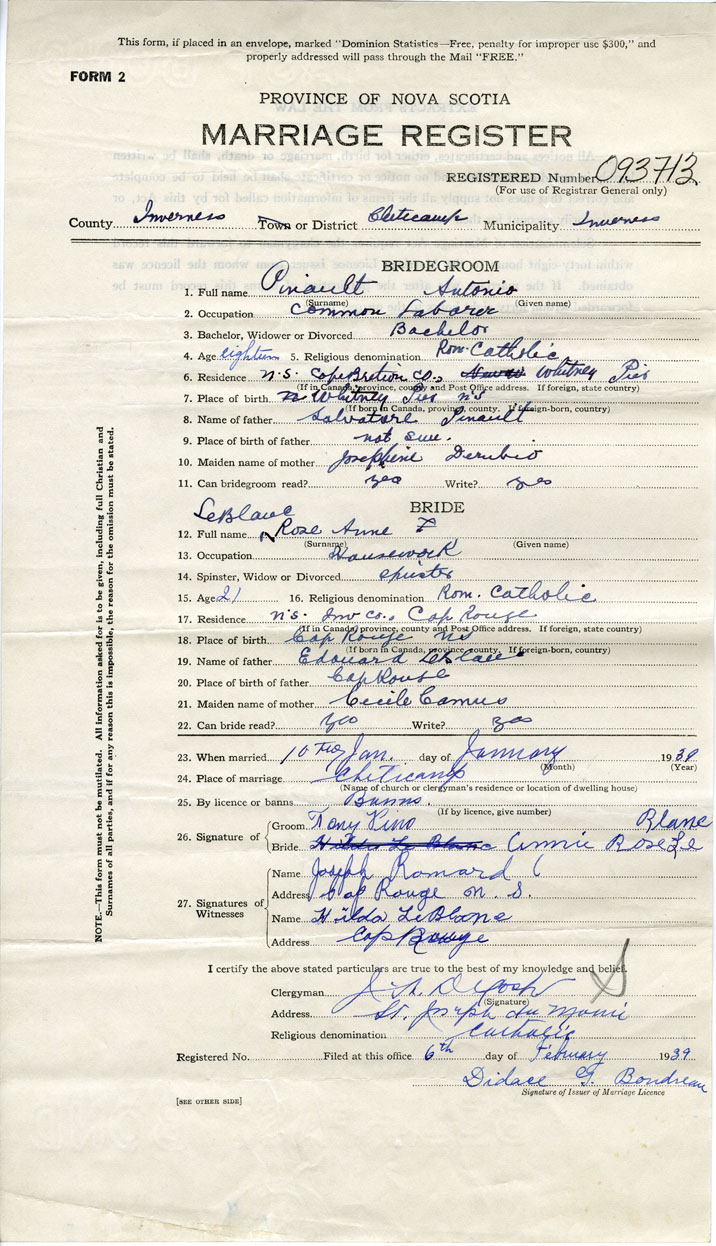 This form, if placed in an envelope, marked "Dominion Statistics—Free, penalty for improper use $300," and
properly addressed will pass through the Mail "FREE."
FORM 2
PROVINCE OF NOVA SCOTIA
MARRIAGE REGISTER
REGISTERED Number 093713
(For use of Registrar General only)
County Inverness Town or District Cheticamp Municipality Inverness
BRIDEGROOM
1. Full name Pinault Antonio
(Surname) (Given name)
2. Occupation Common Laborer
3. Bachelor, Widower or Divorced Bachelor
4. Age eighteen 5. Religious denomination Rom. Catholic
6. Residence N.S. Cape Breton Co., Whitney Pier
(If in Canada, province, county and Post Office address. If foreign, state country)
7. Place of birth Whitney Pier N.S
(If born in Canada, province, county. If foreign-born, country)
8. Name of father Salvatore Pinault
9. Place of birth of father not sure.
10. Maiden name of mother Josephine Derubio
11. Can bridegroom read? yes Write? yes
BRIDE
LeBlanc
12. Full name Rose Anne
(Surname) (Given name)
13. Occupation Housework
14. Spinster, Widow or Divorced spinster
15. Age 21 16. Religious denomination Rom. Catholic
17. Residence N.S. Inv Co., Cap Rouge
(If in Canada, province, county and Post Office address. If foreign, state country)
18. Place of birth Cap Rouge NS
(If born in Canada, province, county. If foreign-born, country)
19. Name of father Edouard LeBlanc
20. Place of birth of father Cap Rouge
21. Maiden name of mother Cecile Camus
22. Can bride read? yes Write? yes
23. When married 10 Jan. day of January 1939
(Month) (Year)
24. Place of marriage Cheticamp
(Name of church or clergyman's residence or location of dwelling house)
25. By licence or banns Banns.
(If by licence, give number)
26. Signature of
Groom Tony Pino
Bride Hilda Le Blanc Annie Rose Le Blanc
27. Signatures of Witnesses
Name Joseph Romard
Address Cap Rouge N. S.
Name Hilda LeBlanc
Address Cap Rouge
I certify the above stated particulars are true to the best of my knowledge and belief.
Clergyman
(Signature)
Address St. Joseph du Moine
Religious denomination Catholic
Registered No. Filed at this office 6th day of February 1939
Didace G. Boudreau
Signature of Issuer of Marriage Licence
[SEE OTHER SIDE]
NOTE.—This form must not be mutilated. All information asked for is to be given, including full Christian and
Surnames of all parties, and if for any reason this is impossible, the reason for the omission must be stated.